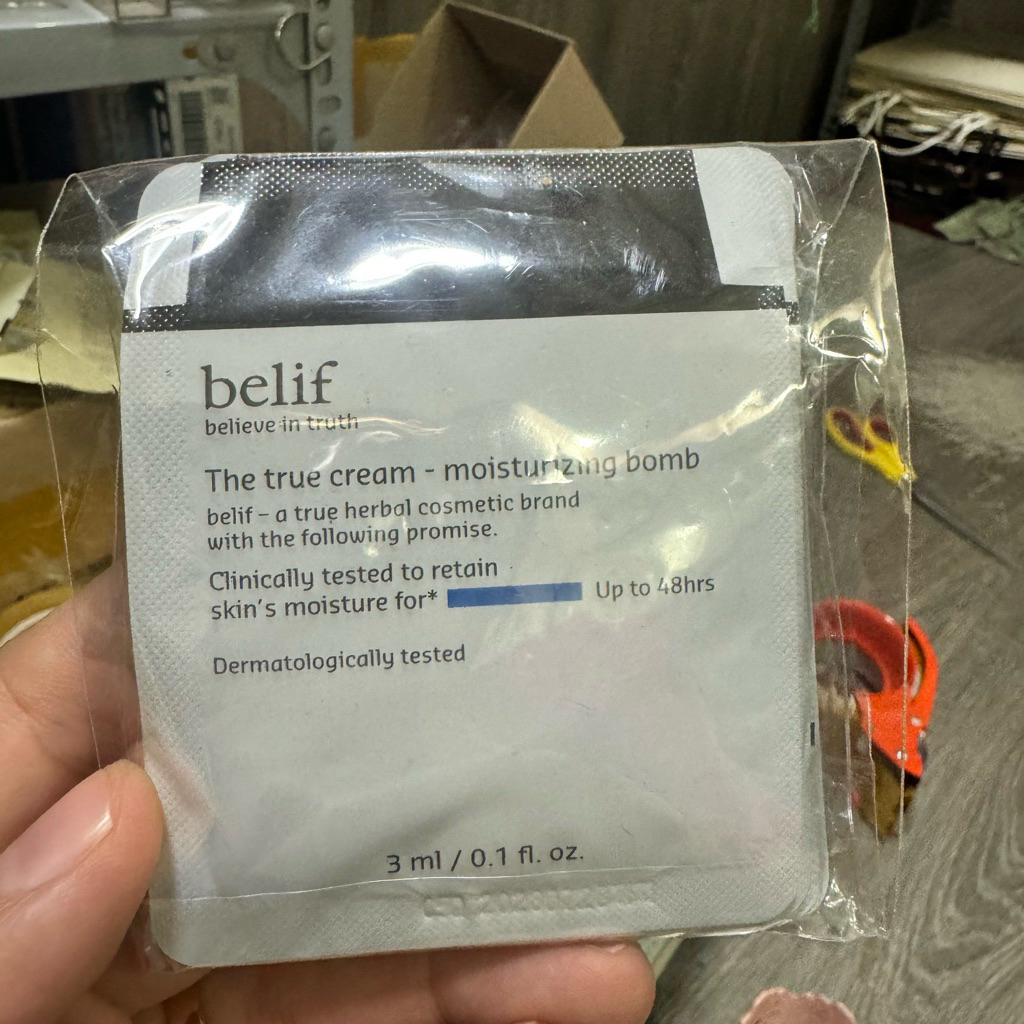 belif
believe in truth
The true cream - moisturizing bomb
belif – a true herbal cosmetic brand
with the following promise.
Clinically tested to retain
skin's moisture for* Up to 48hrs
Dermatologically tested
3 ml / 0.1 fl. oz.